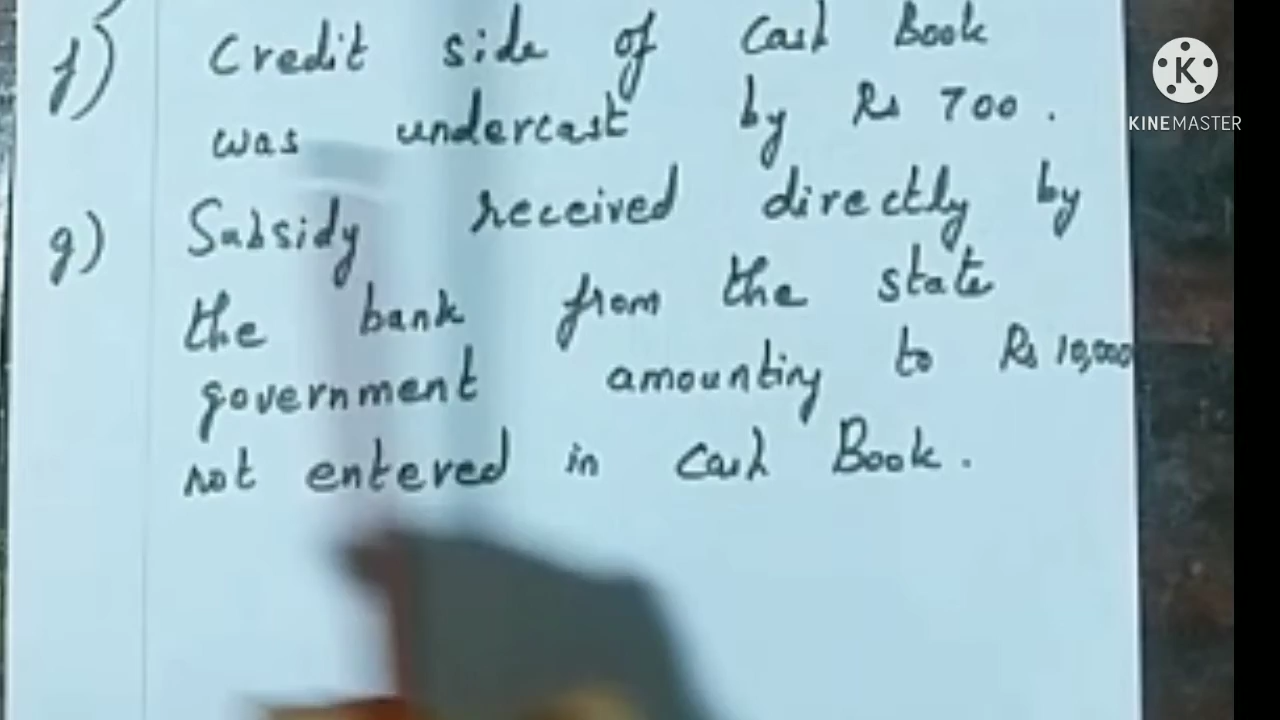 f) Credit side of Cash Book
was undercast by Rs 700.
g) Subsidy received directly by
the bank from the state
government amounting to Rs 10,000
not entered in Cash Book.
K
KINEMASTER